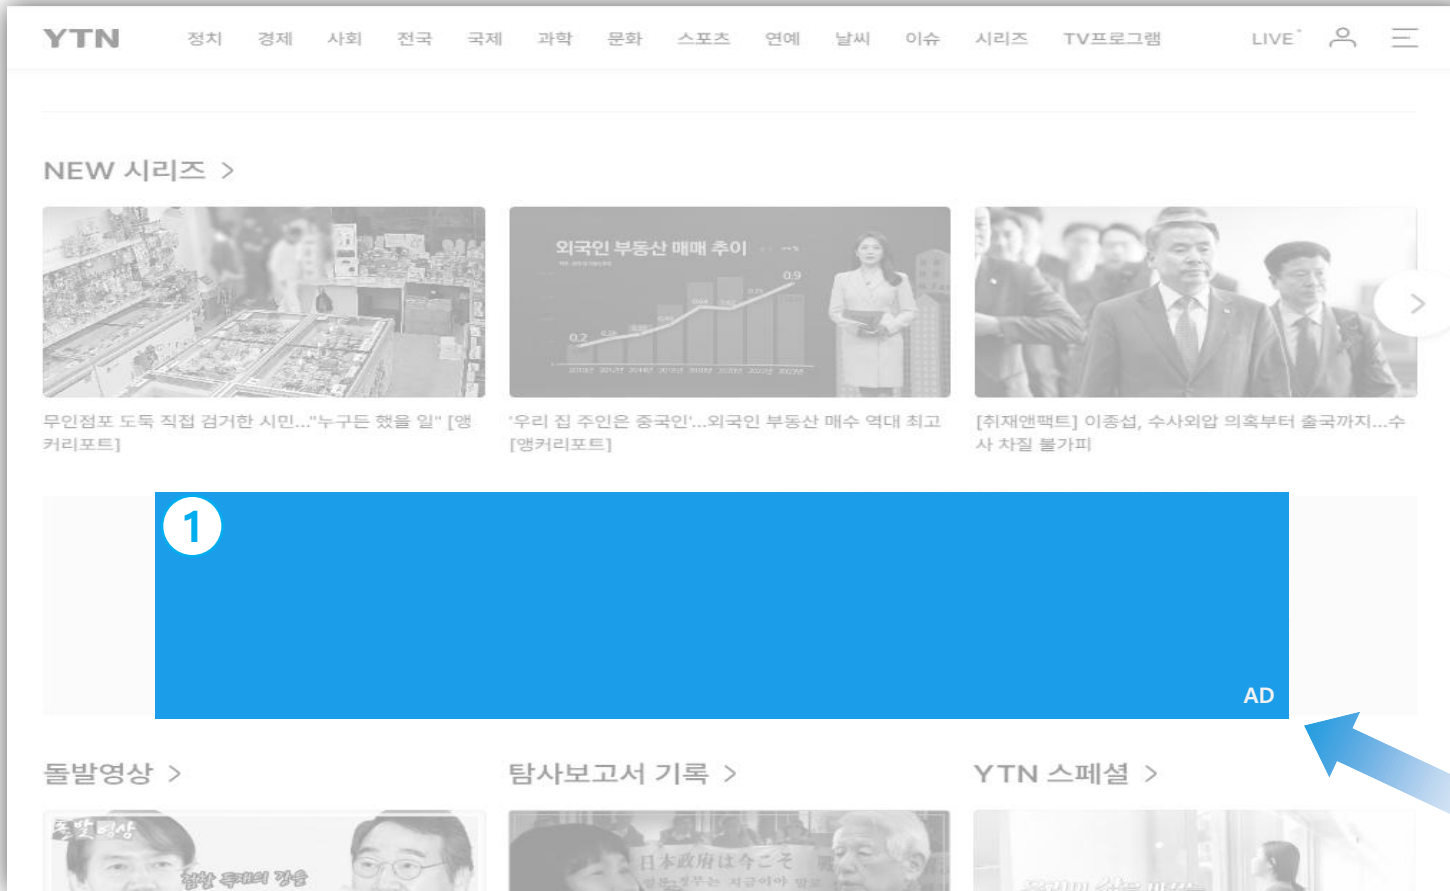 YTN 정치 경제 사회 전국 국제 과학 문화 스포츠 연예 날씨 이슈 시리즈 TV프로그램 LIVE
NEW 시리즈 >
외국인 부동산 매매 추이
0.9
0.2
무인점포 도둑 직접 검거한 시민..."누구든 했을 일" [앵
커리포트]
'우리 집 주인은 중국인'...외국인 부동산 매수 역대 최고
[앵커리포트]
[취재앤팩트] 이종섭, 수사외압 의혹부터 출국까지...수
사 차질 불가피
1
AD
돌발영상 >
탐사보고서 기록 >
YTN 스페셜 >
돌발영상
日本政府は今こそ